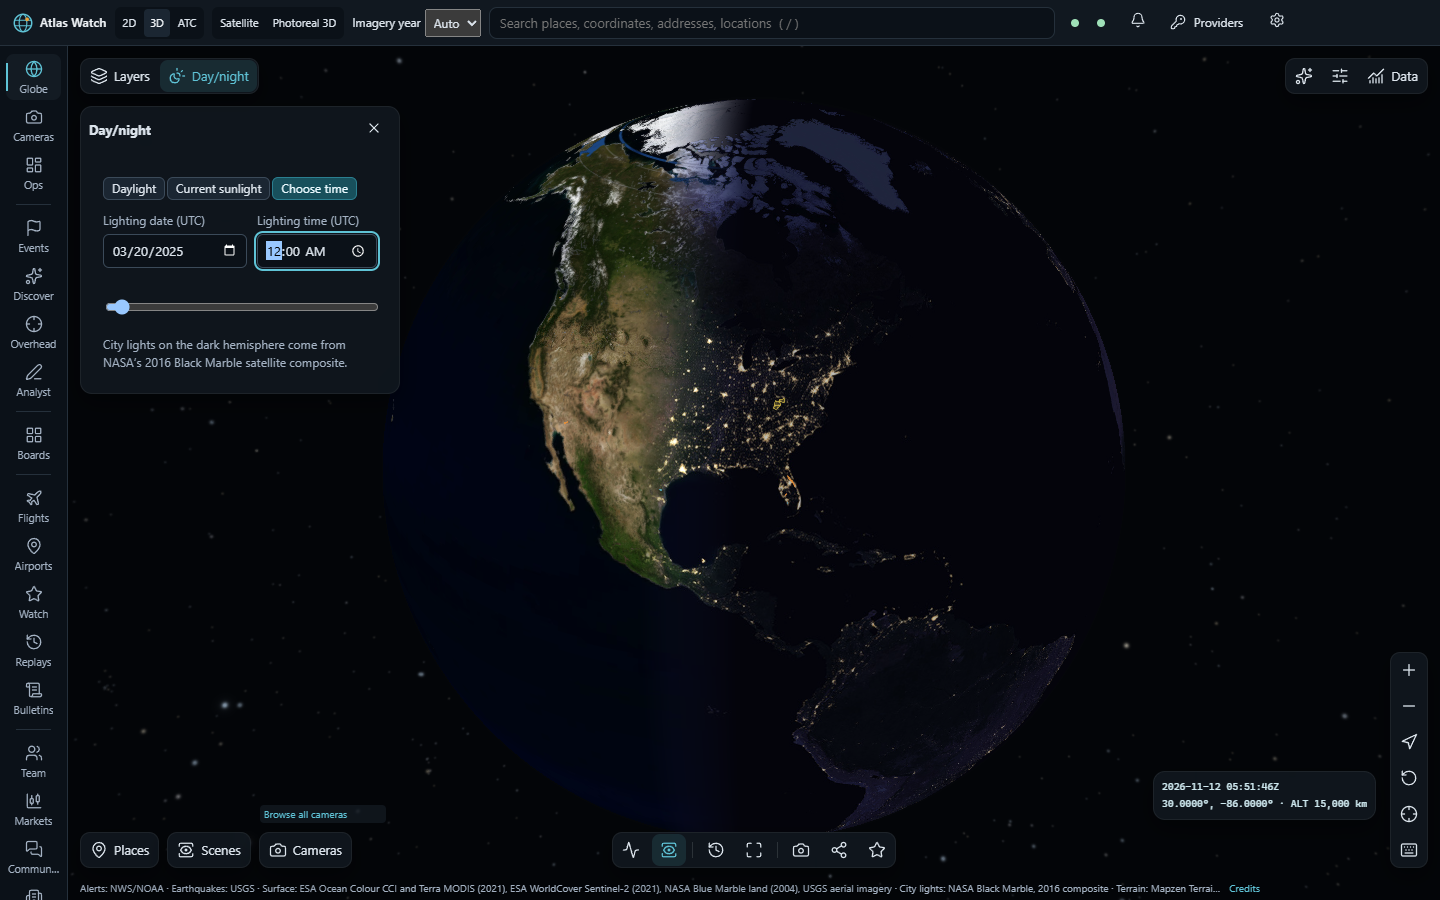 Atlas Watch
2D
3D
ATC
Satellite
Photoreal 3D
Imagery year
Auto
Search places, coordinates, addresses, locations ( / )
Providers
Globe
Cameras
Ops
Events
Discover
Overhead
Analyst
Boards
Flights
Airports
Watch
Replays
Bulletins
Team
Markets
Commun...
Layers
Day/night
Data
Day/night
Daylight
Current sunlight
Choose time
Lighting date (UTC)
Lighting time (UTC)
03/20/2025
12:00 AM
City lights on the dark hemisphere come from
NASA's 2016 Black Marble satellite composite.
2026-11-12 05:51:46Z
30.0000°, −86.0000° · ALT 15,000 km
Browse all cameras
Places
Scenes
Cameras
Alerts: NWS/NOAA · Earthquakes: USGS · Surface: ESA Ocean Colour CCI and Terra MODIS (2021), ESA WorldCover Sentinel-2 (2021), NASA Blue Marble land (2004), USGS aerial imagery · City lights: NASA Black Marble, 2016 composite · Terrain: Mapzen Terrai... Credits